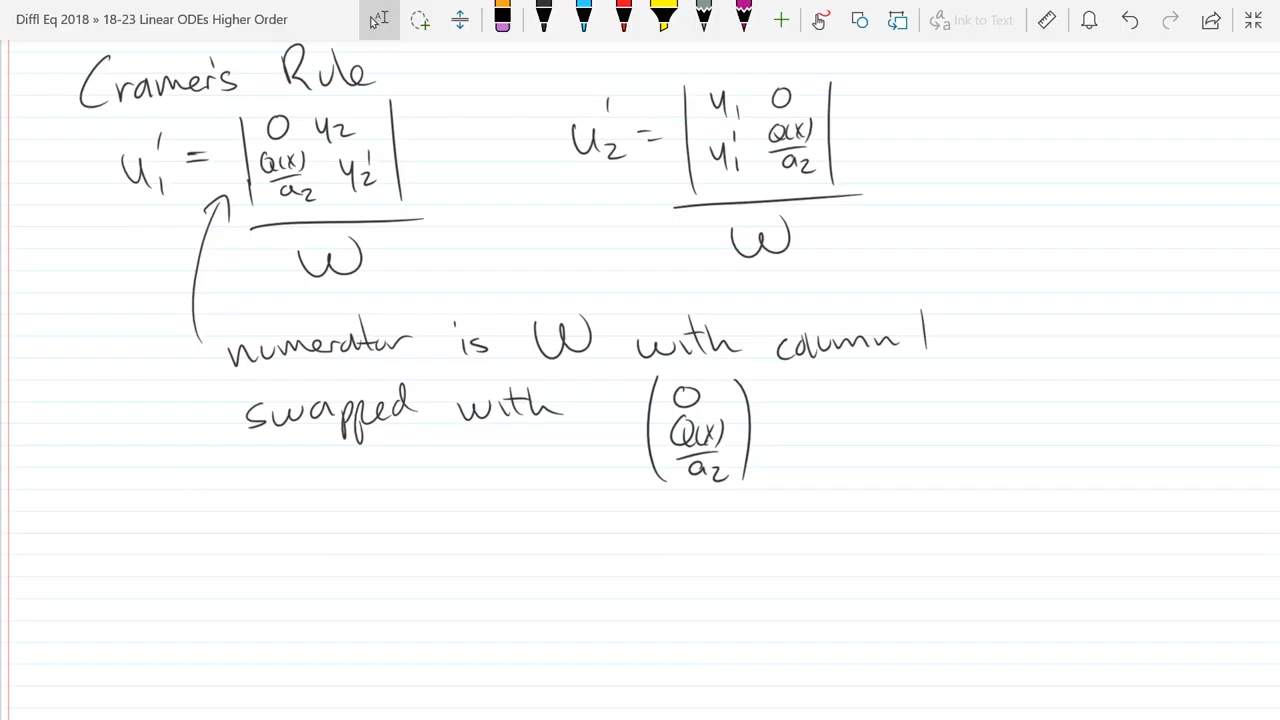 Diffl Eq 2018 » 18-23 Linear ODEs Higher Order
Ink to Text
Cramer's Rule
u₁' = | 0 y₂ ; Q(x)/a₂ y₂' | / W
u₂' = | y₁ 0 ; y₁' Q(x)/a₂ | / W
numerator is W with column 1
swapped with ( 0 ; Q(x)/a₂ )